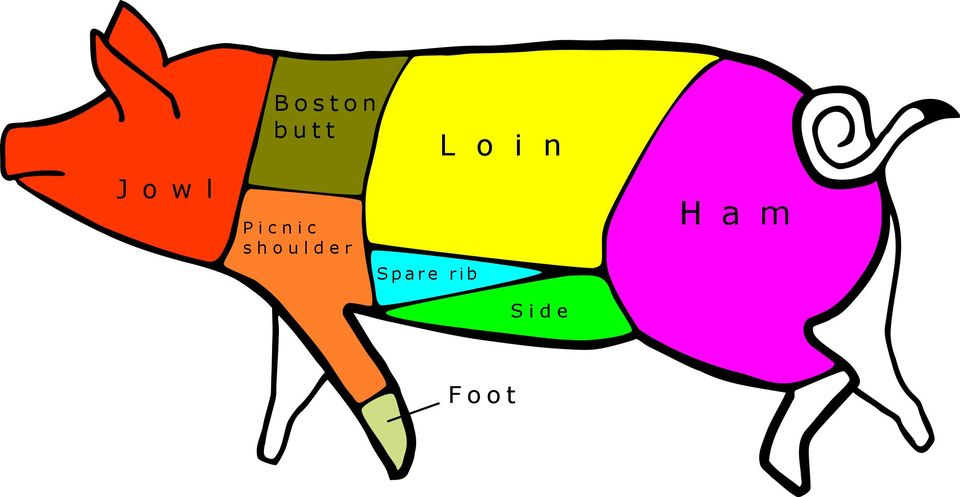 Boston
butt
Loin
Jowl
Ham
Picnic
shoulder
Spare rib
Side
Foot